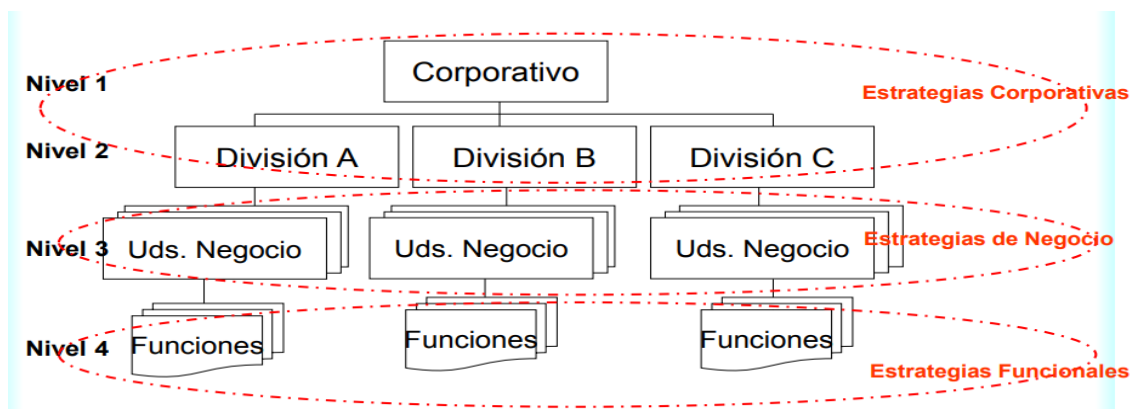 Corporativo
Nivel 1
Estrategias Corporativas
Nivel 2
División A
División B
División C
Nivel 3
Uds. Negocio
Uds. Negocio
Uds. Negocio
Estrategias de Negocio
Nivel 4
Funciones
Funciones
Funciones
Estrategias Funcionales